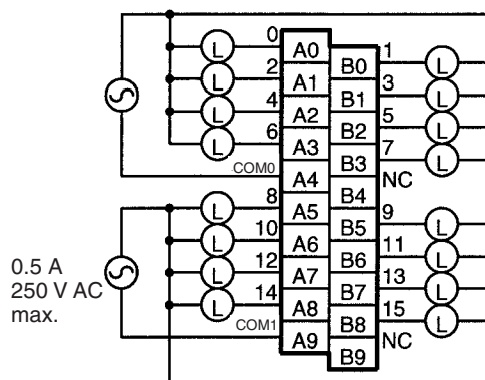 0 A0 B0 1
2 A1 B1 3
4 A2 B2 5
6 A3 B3 7
COM0 A4 B4 NC
8 A5 B5 9
10 A6 B6 11
12 A7 B7 13
14 A8 B8 15
COM1 A9 B9 NC
L L
L L
L L
L L
L L
L L
L L
L L
0.5 A
250 V AC
max.